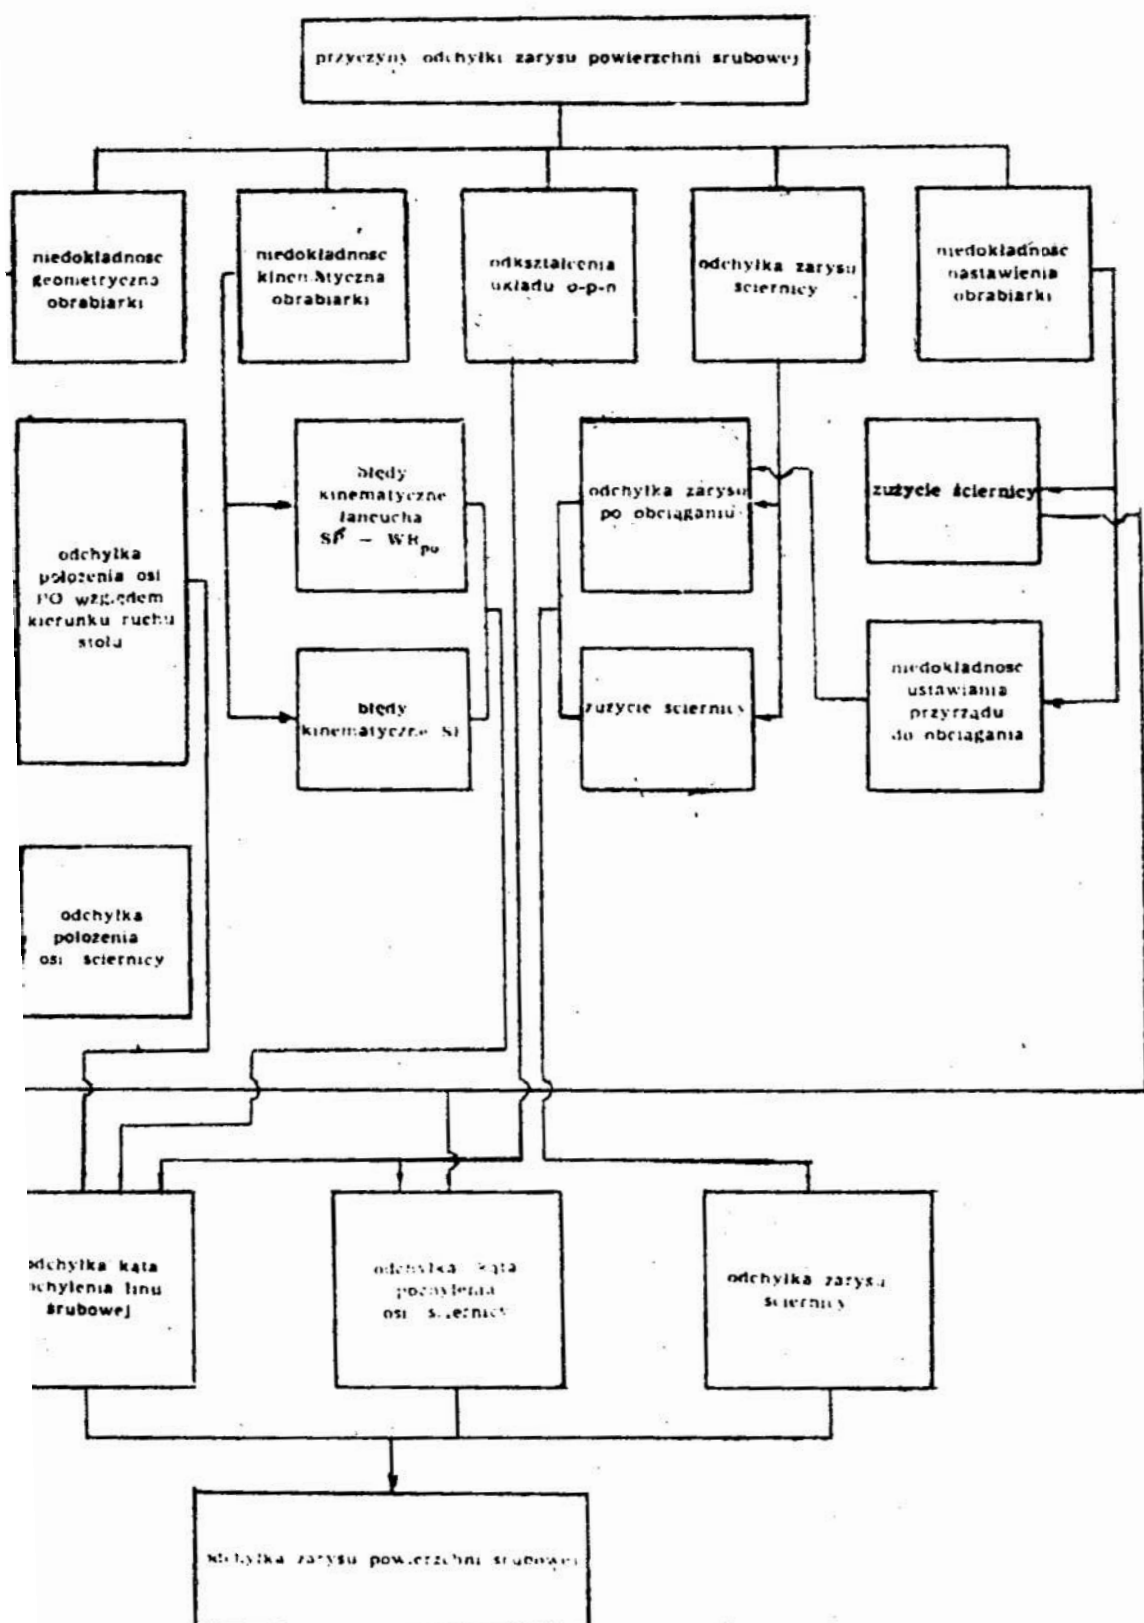 przyczyny odchyłki zarysu powierzchni śrubowej
niedokładność
geometryczna
obrabiarki
niedokładność
kinematyczna
obrabiarki
odkształcenia
układu o-p-n
odchyłka zarysu
ściernicy
niedokładność
nastawienia
obrabiarki
odchyłka
położenia osi
PO względem
kierunku ruchu
stołu
błędy
kinematyczne
łańcucha
SP – WR po
odchyłka zarysu
po obciąganiu
zużycie ściernicy
błędy
kinematyczne
zużycie ściernicy
niedokładność
ustawiania
przyrządu
do obciągania
odchyłka
położenia
osi ściernicy
odchyłka kąta
śrubowej
odchyłka kąta
pochylenia
osi ściernicy
odchyłka zarysu
ściernicy
odchyłka zarysu powierzchni śrubowej